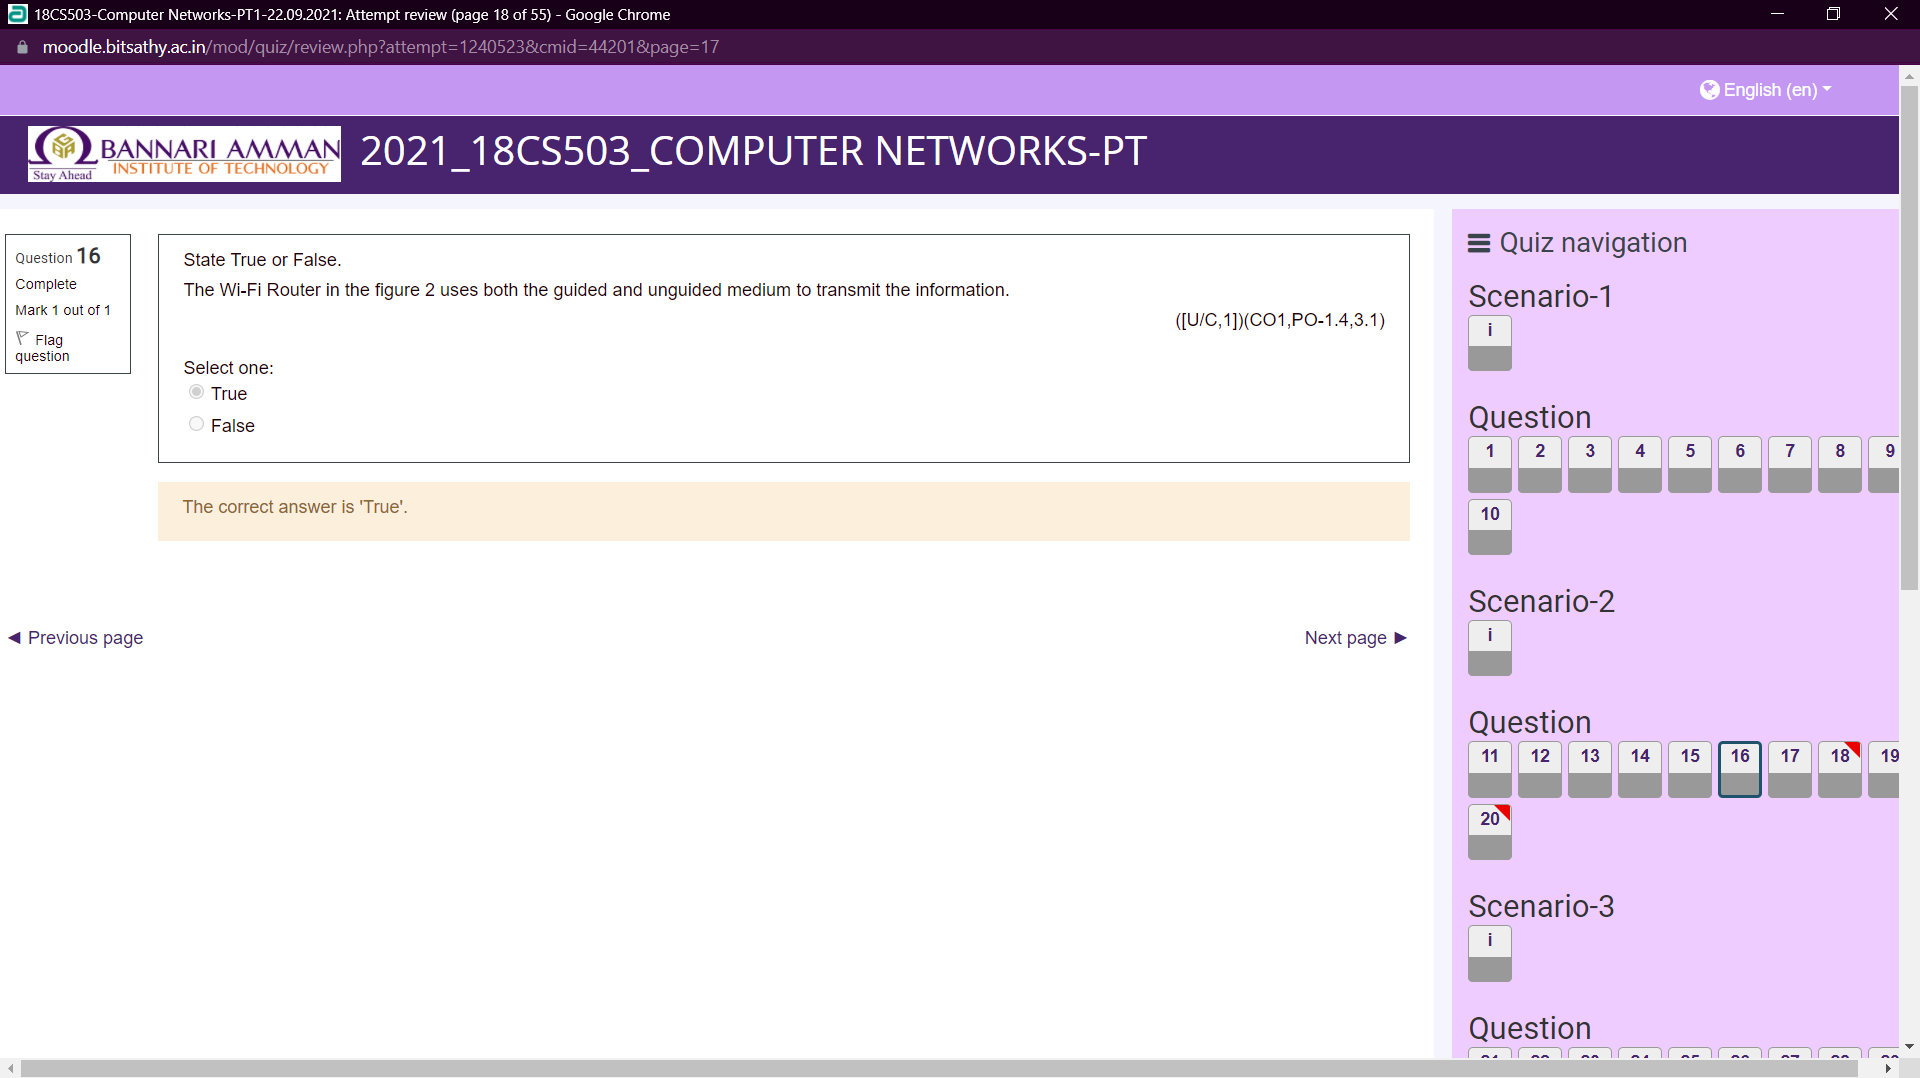 18CS503-Computer Networks-PT1-22.09.2021: Attempt review (page 18 of 55) - Google Chrome
moodle.bitsathy.ac.in/mod/quiz/review.php?attempt=1240523&cmid=44201&page=17
English (en)
BANNARI AMMAN
INSTITUTE OF TECHNOLOGY
Stay Ahead
2021_18CS503_COMPUTER NETWORKS-PT
Question 16
Complete
Mark 1 out of 1
Flag
question
State True or False.
The Wi-Fi Router in the figure 2 uses both the guided and unguided medium to transmit the information.
([U/C,1])(CO1,PO-1.4,3.1)
Select one:
True
False
The correct answer is 'True'.
◄ Previous page
Next page ►
Quiz navigation
Scenario-1
i
Question
1 2 3 4 5 6 7 8 9
10
Scenario-2
i
Question
11 12 13 14 15 16 17 18 19
20
Scenario-3
i
Question